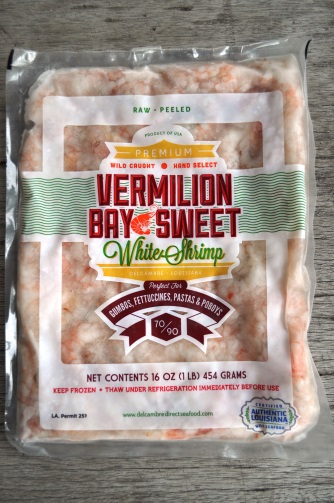 RAW • PEELED
PRODUCT OF USA
PREMIUM
WILD CAUGHT • HAND SELECT
VERMILION
BAY SWEET
White Shrimp
DELCAMBRE • LOUISIANA
Perfect For
GUMBOS, FETTUCCINES, PASTAS & POBOYS
70/90
NET CONTENTS 16 OZ (1 LB) 454 GRAMS
KEEP FROZEN • THAW UNDER REFRIGERATION IMMEDIATELY BEFORE USE
LA. Permit 251
www.delcambredirectseafood.com
CERTIFIED
AUTHENTIC
LOUISIANA
WILD SEAFOOD